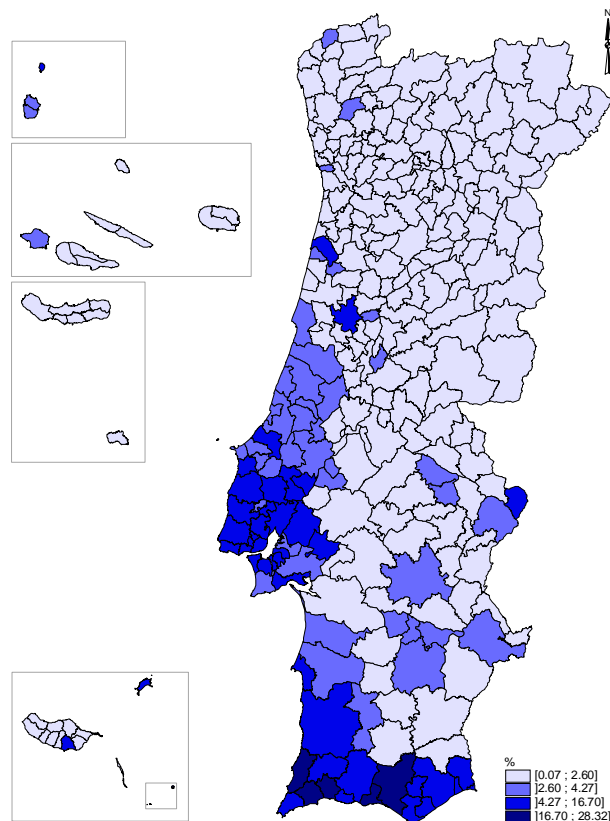 N
%
[0.07 ; 2.60]
]2.60 ; 4.27]
]4.27 ; 16.70]
]16.70 ; 28.32]